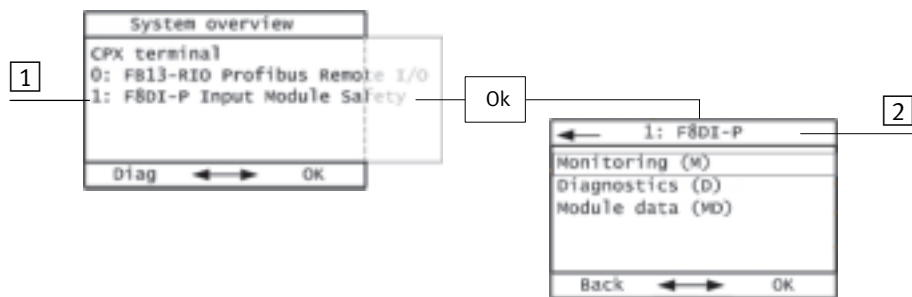 System overview
CPX terminal
0: FB13-RIO Profibus Remote I/O
1: F8DI-P Input Module Safety
Diag OK
1
Ok
2
1: F8DI-P
Monitoring (M)
Diagnostics (D)
Module data (MD)
Back OK